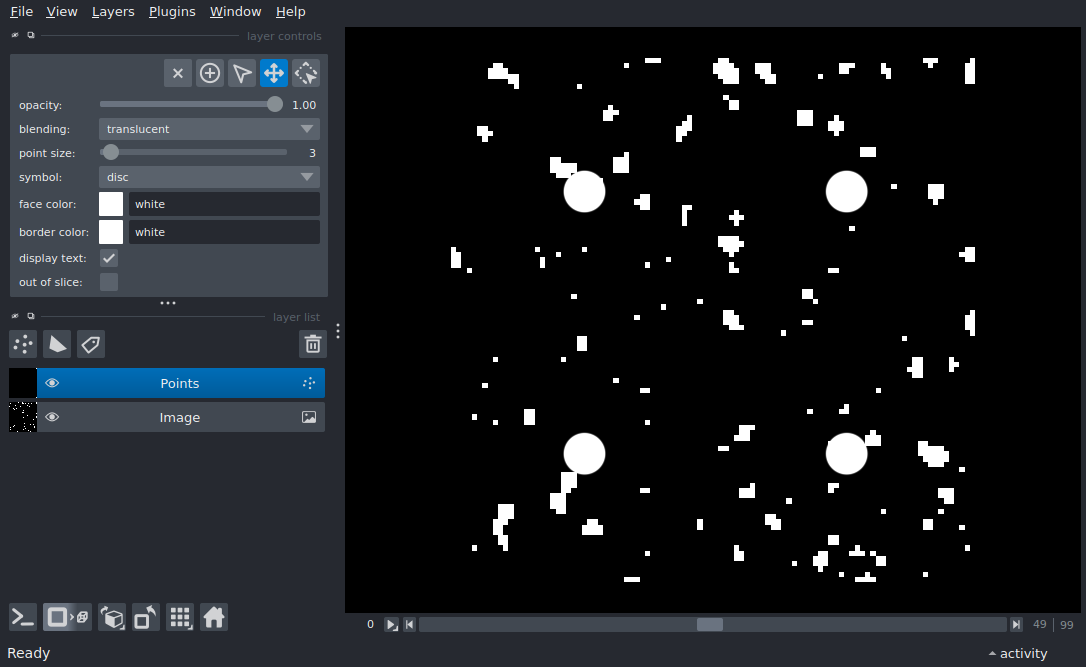 File View Layers Plugins Window Help
layer controls
opacity: 1.00
blending: translucent
point size: 3
symbol: disc
face color: white
border color: white
display text:
out of slice:
layer list
Points
Image
0 49 | 99
Ready activity